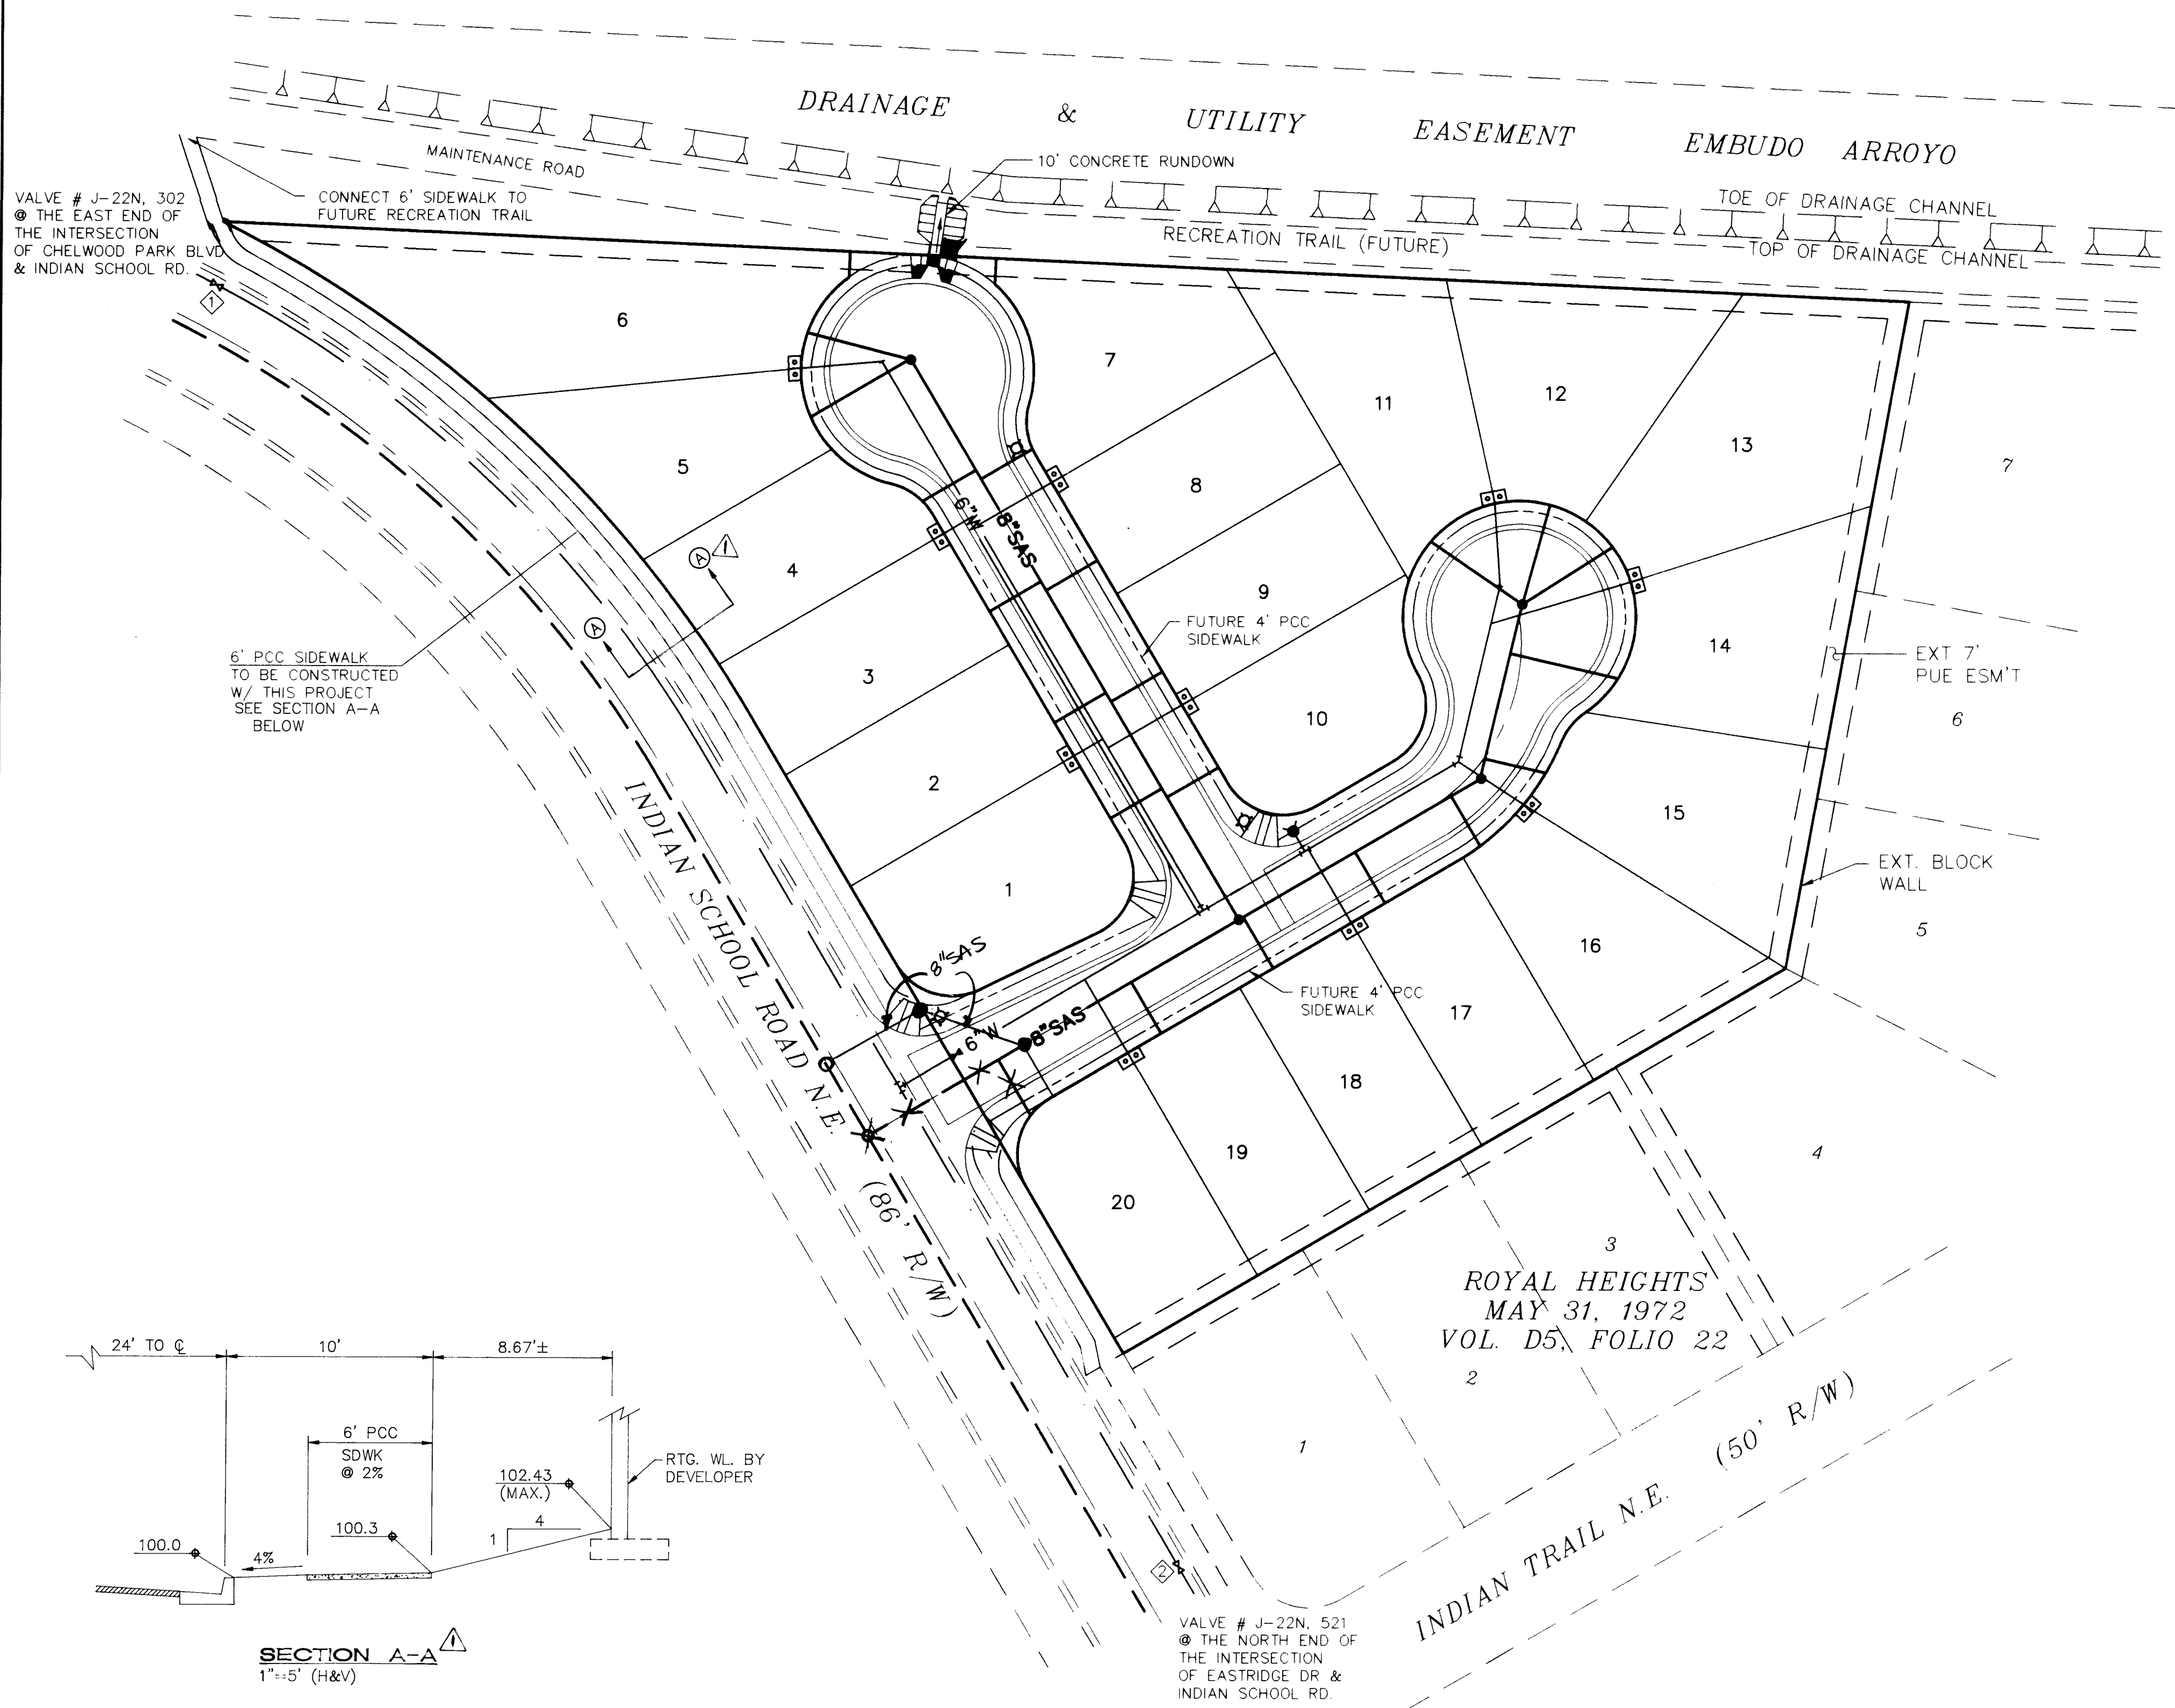 DRAINAGE & UTILITY EASEMENT EMBUDO ARROYO
MAINTENANCE ROAD
10' CONCRETE RUNDOWN
VALVE # J-22N, 302
@ THE EAST END OF
THE INTERSECTION
OF CHELWOOD PARK BLVD
& INDIAN SCHOOL RD.
CONNECT 6' SIDEWALK TO
FUTURE RECREATION TRAIL
TOE OF DRAINAGE CHANNEL
RECREATION TRAIL (FUTURE)
TOP OF DRAINAGE CHANNEL
1
6
7
11
12
13
7
5
8
6"W
8"SAS
A
1
4
9
FUTURE 4' PCC
SIDEWALK
A
14
EXT 7'
PUE ESM'T
6' PCC SIDEWALK
TO BE CONSTRUCTED
W/ THIS PROJECT
SEE SECTION A-A
BELOW
3
10
6
2
15
EXT. BLOCK
WALL
1
5
16
INDIAN SCHOOL ROAD N.E.
(86' R/W)
8"SAS
6"W
8"SAS
FUTURE 4' PCC
SIDEWALK
17
18
19
20
4
3
ROYAL HEIGHTS
MAY 31, 1972
VOL. D5, FOLIO 22
2
1
INDIAN TRAIL N.E. (50' R/W)
24' TO ℄
10'
8.67'±
6' PCC
SDWK
@ 2%
102.43
(MAX.)
RTG. WL. BY
DEVELOPER
100.3
4
1
100.0
4%
SECTION A-A
1
1"=5' (H&V)
2
VALVE # J-22N, 521
@ THE NORTH END OF
THE INTERSECTION
OF EASTRIDGE DR &
INDIAN SCHOOL RD.